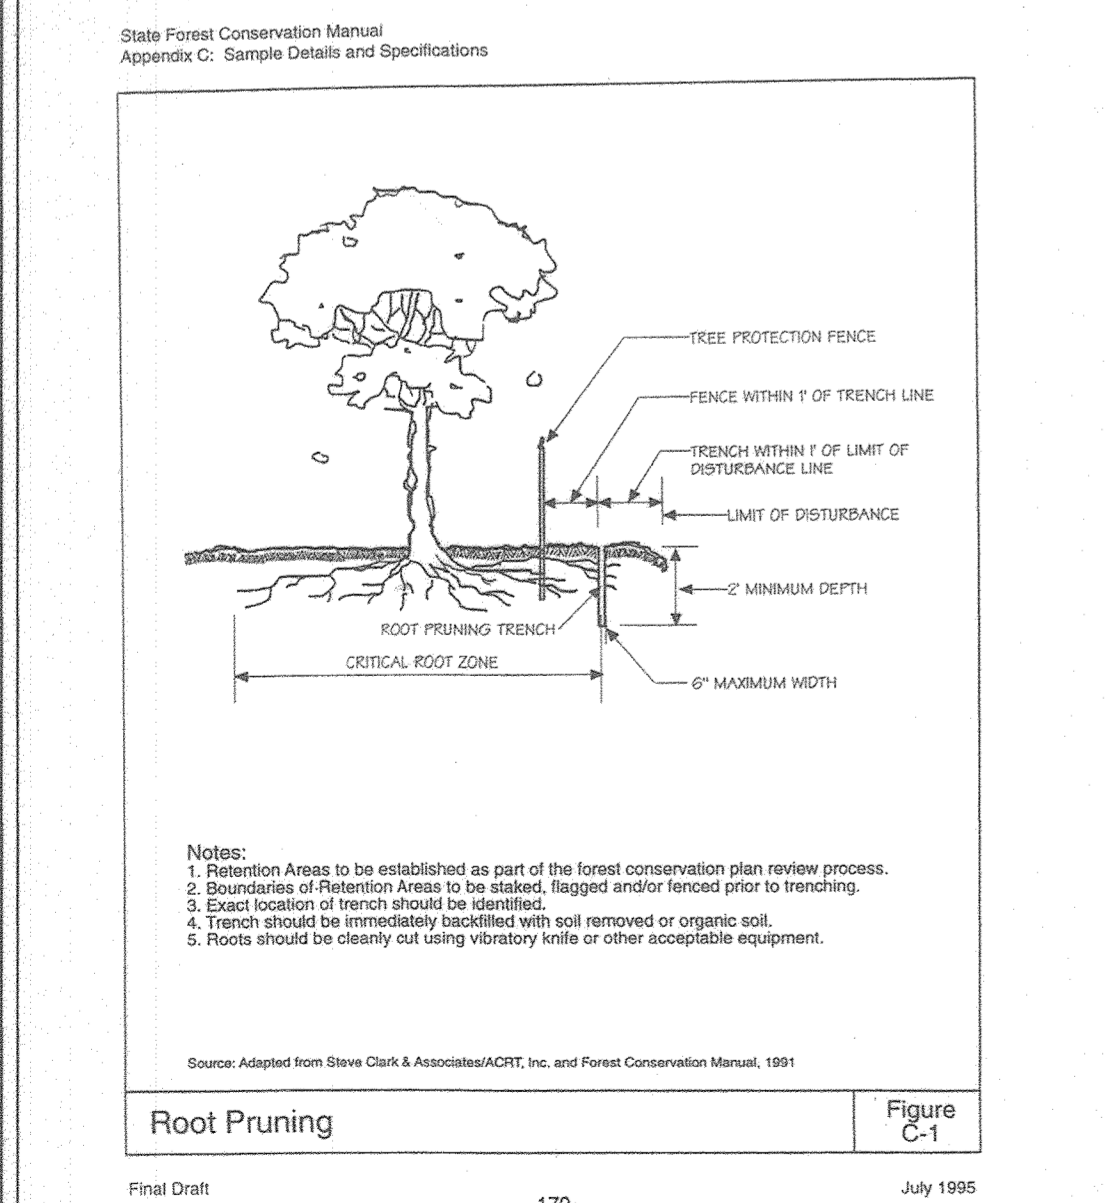 State Forest Conservation Manual
Appendix C: Sample Details and Specifications
TREE PROTECTION FENCE
FENCE WITHIN 1' OF TRENCH LINE
TRENCH WITHIN 1' OF LIMIT OF
DISTURBANCE LINE
LIMIT OF DISTURBANCE
2' MINIMUM DEPTH
ROOT PRUNING TRENCH
CRITICAL ROOT ZONE
6" MAXIMUM WIDTH
Notes:
1. Retention Areas to be established as part of the forest conservation plan review process.
2. Boundaries of Retention Areas to be staked, flagged and/or fenced prior to trenching.
3. Exact location of trench should be identified.
4. Trench should be immediately backfilled with soil removed or organic soil.
5. Roots should be cleanly cut using vibratory knife or other acceptable equipment.
Source: Adapted from Steve Clark & Associates/ACRT, Inc. and Forest Conservation Manual, 1991
Root Pruning
Figure
C-1
Final Draft
July 1995